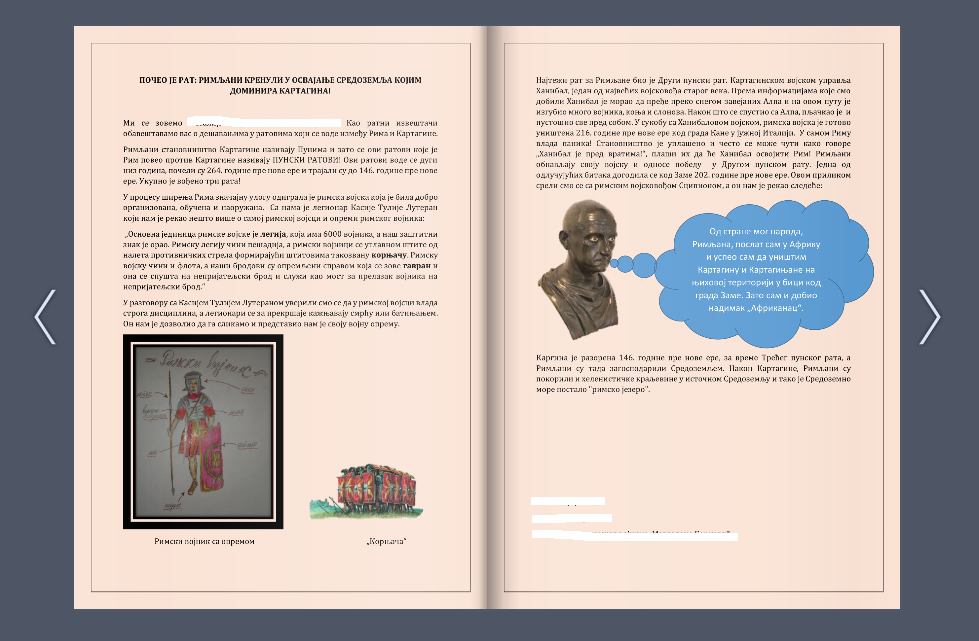 ПОЧЕО ЈЕ РАТ: РИМЉАНИ КРЕНУЛИ У ОСВАЈАЊЕ СРЕДОЗЕМЉА КОЈИМ
ДОМИНИРА КАРТАГИНА!
Ми се зовемо Као ратни извештачи
обавештавамо вас о дешавањима у ратовима који се воде између Рима и Картагине.
Римљани становништво Картагине називају Пунима и зато се ови ратови које је
Рим повео против Картагине називају ПУНСКИ РАТОВИ! Ови ратови воде се дуги
низ година, почели су 264. године пре нове ере и трајали су до 146. године пре нове
ере. Укупно је вођено три рата!
У процесу ширења Рима значајну улогу одиграла је римска војска која је била добро
организована, обучена и наоружана. Са нама је легионар Касије Тулије Лутеран
који нам је рекао нешто више о самој римској војсци и опреми римског војника:
„Основна јединица римске војске је легија, која има 6000 војника, а наш заштитни
знак је орао. Римску легију чини пешадија, а римски војници се углавном штите од
налета противничких стрела формирајући штитовима такозвану корњачу. Римску
војску чини и флота, а наши бродови су опремљени справом која се зове гавран и
она се спушта на непријатељски брод и служи као мост за прелазак војника на
непријатељски брод.“
У разговору са Касијем Тулијем Лутераном уверили смо се да у римској војсци влада
строга дисциплина, а легионари се за прекршаје кажњавају смрћу или батињањем.
Он нам је дозволио да га сликамо и представио нам је своју војну опрему.
Римски војник
Римски војник са опремом
„Корњача“
Најтежи рат за Римљане био је Други пунски рат. Картагинском војском управља
Ханибал, један од највећих војсковођа старог века. Према информацијама које смо
добили Ханибал је морао да пређе преко снегом завејаних Алпа и на овом путу је
изгубио много војника, коња и слонова. Након што се спустио са Алпа, пљачкао је и
пустошио све пред собом. У сукобу са Ханибаловом војском, римска војска је готово
уништена 216. године пре нове ере код града Кане у јужној Италији. У самом Риму
влада паника! Становништво је уплашено и често се може чути како говоре
„Ханибал је пред вратима!“, плаши их да ће Ханибал освојити Рим! Римљани
обнављају своју војску и односе победу у Другом пунском рату. Једна од
одлучујућих битака догодила се код Заме 202. године пре нове ере. Овом приликом
срели смо се са римским војсковођом Сципионом, а он нам је рекао следеће:
Од стране мог народа,
Римљана, послат сам у Африку
и успео сам да уништим
Картагину и Картагињане на
њиховој територији у бици код
града Заме. Зато сам и добио
надимак „Африканац“.
Каргина је разорена 146. године пре нове ере, за време Трећег пунског рата, а
Римљани су тада загосподарили Средоземљем. Након Картагине, Римљани су
покорили и хеленистичке краљевине у источном Средоземљу и тако је Средоземно
море постало "римско језеро".